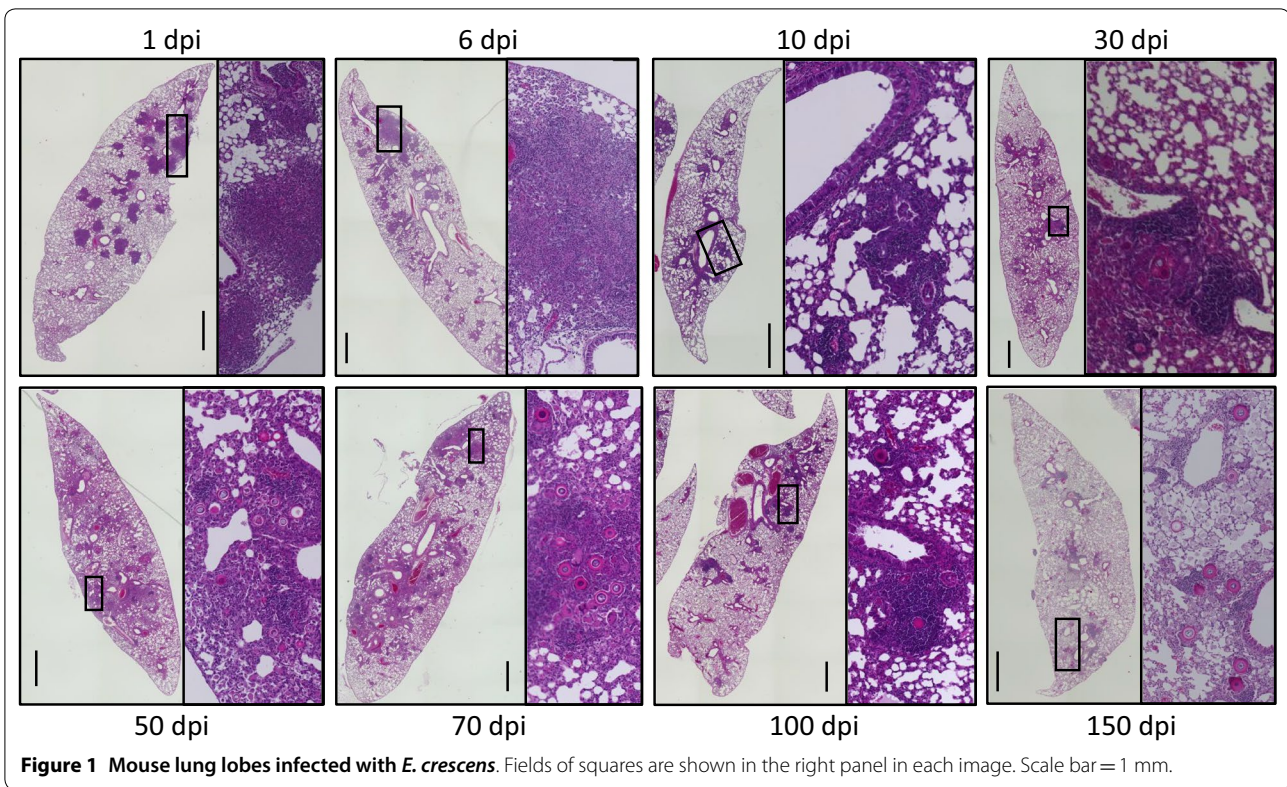 1 dpi 6 dpi 10 dpi 30 dpi
50 dpi 70 dpi 100 dpi 150 dpi
Figure 1 Mouse lung lobes infected with E. crescens. Fields of squares are shown in the right panel in each image. Scale bar = 1 mm.